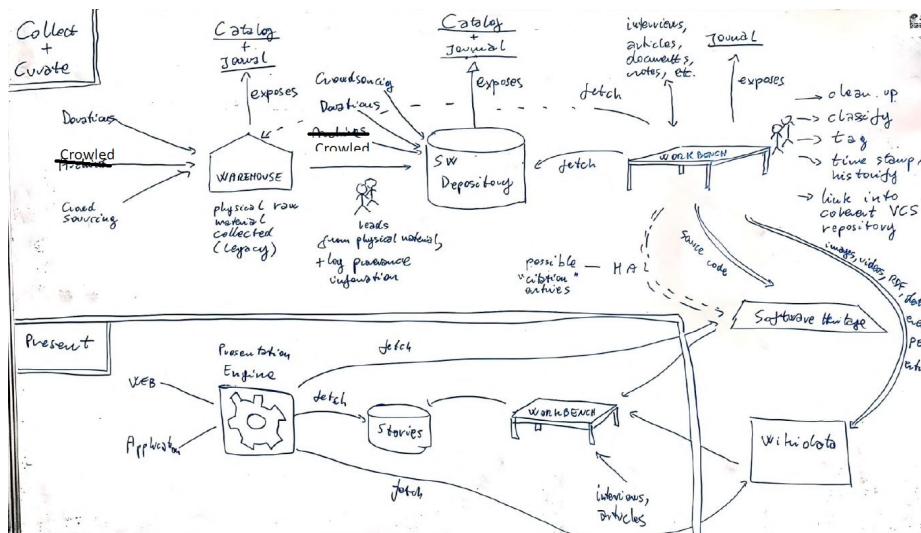 Collect
+
Curate
Catalog
+
Journal
exposes
Donations
Crowled
Crowd
sourcing
WAREHOUSE
physical raw
material
collected
(legacy)
Catalog
+
Journal
exposes
Crowdsourcing
Donations
Archives
Crowled
SW
Depository
Leads
from physical material,
+ log provenance
information
interviews,
articles,
documents,
notes, etc.
Journal
exposes
fetch
fetch
WORKBENCH
→ clean up
→ classify
→ tag
→ time stamp,
historify
→ link into
coherent VCS
repository
source code
images, videos, PDF,
possible
"citation"
entries
HAL
Software Heritage
Wikidata
Present
WEB
Application
Presentation
Engine
fetch
fetch
fetch
Stories
WORKBENCH
interviews,
articles